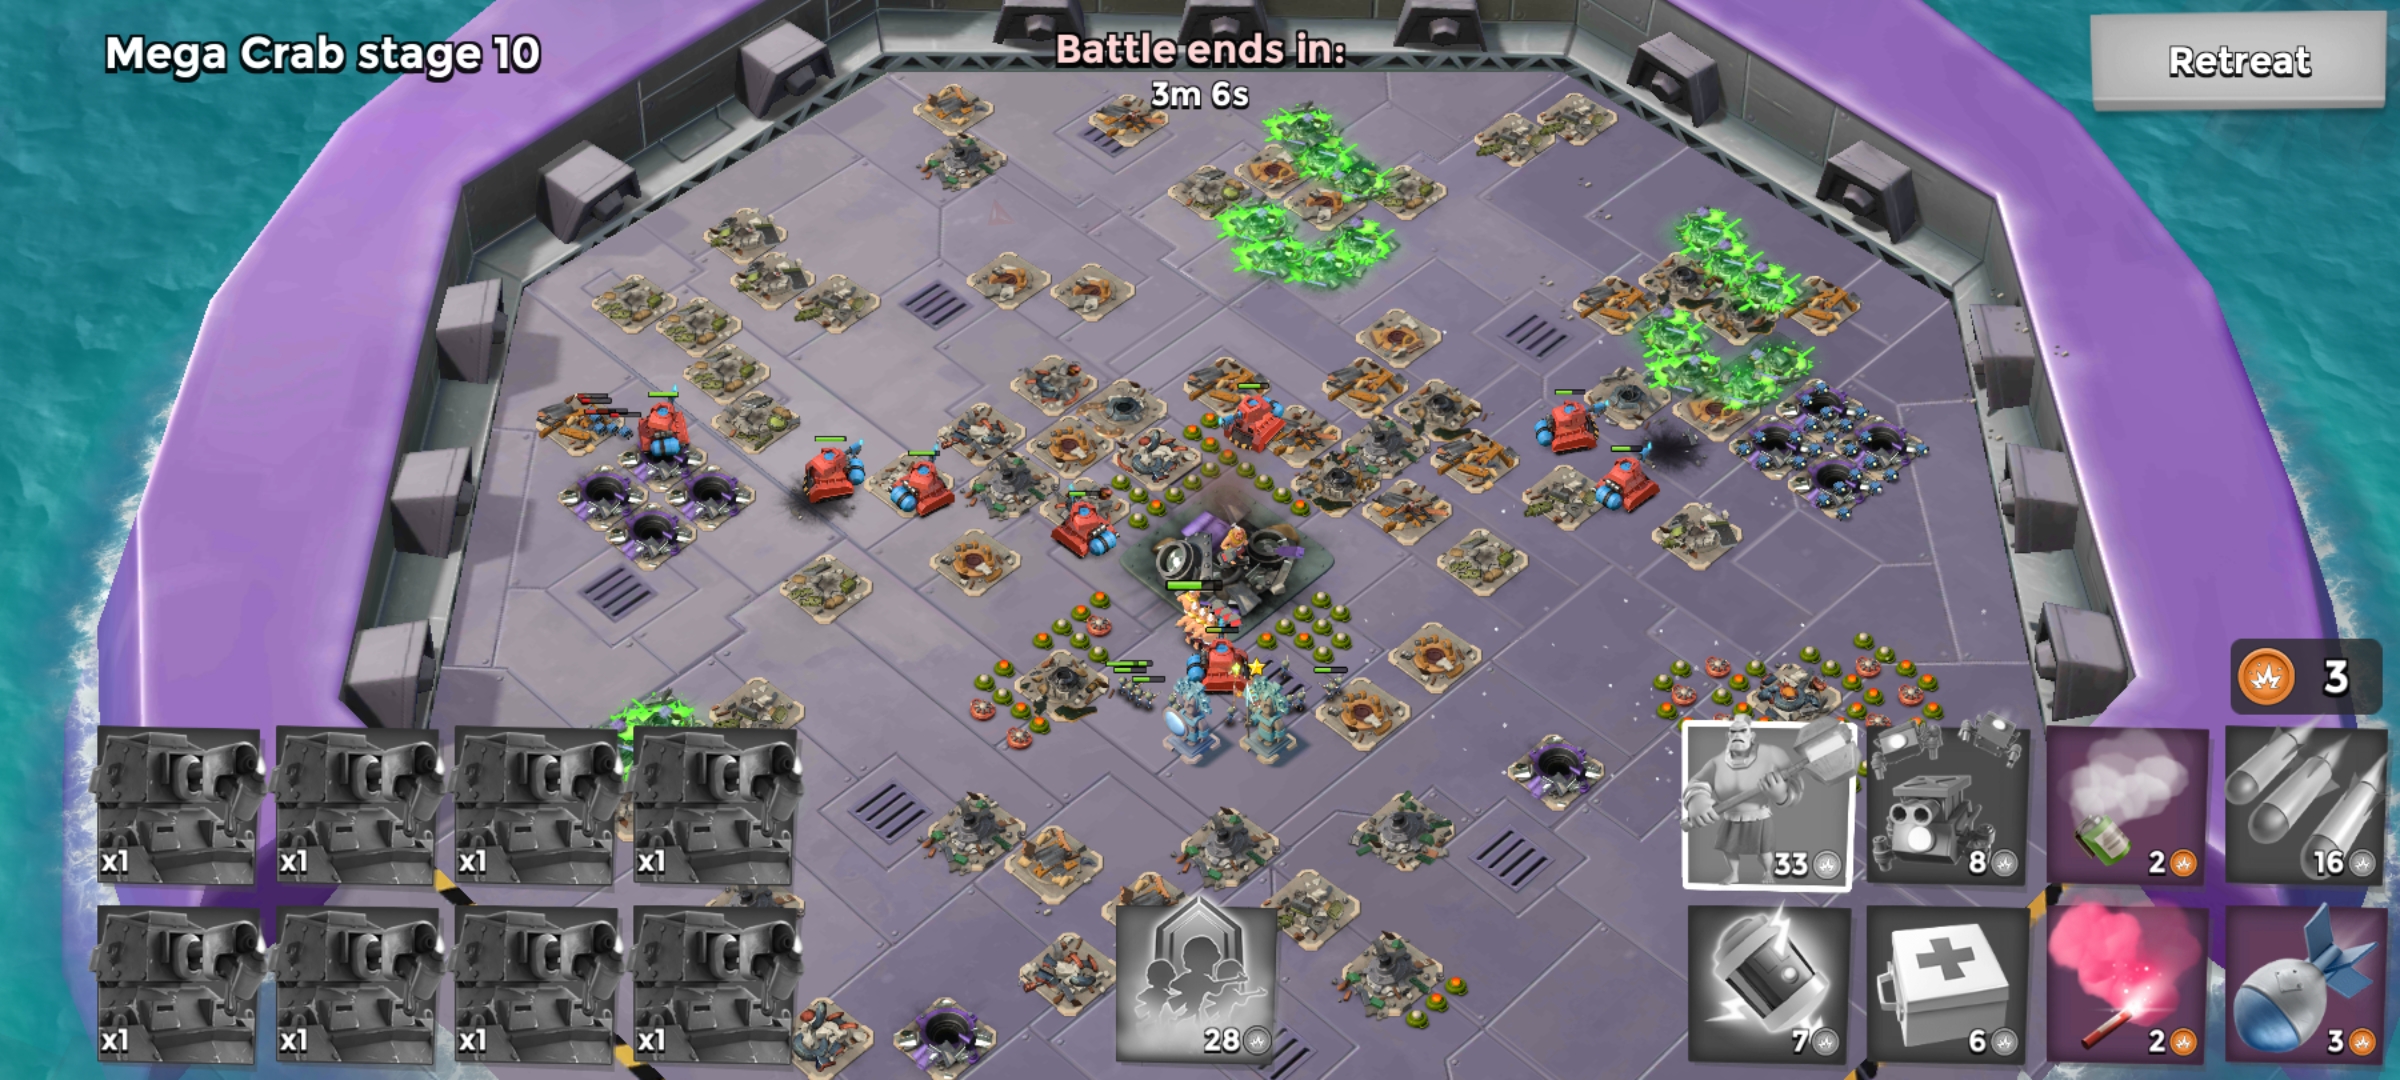 Mega Crab stage 10
Battle ends in:
3m 6s
Retreat
3
x1
x1
x1
x1
33
8
2
16
x1
x1
x1
x1
28
7
6
2
3